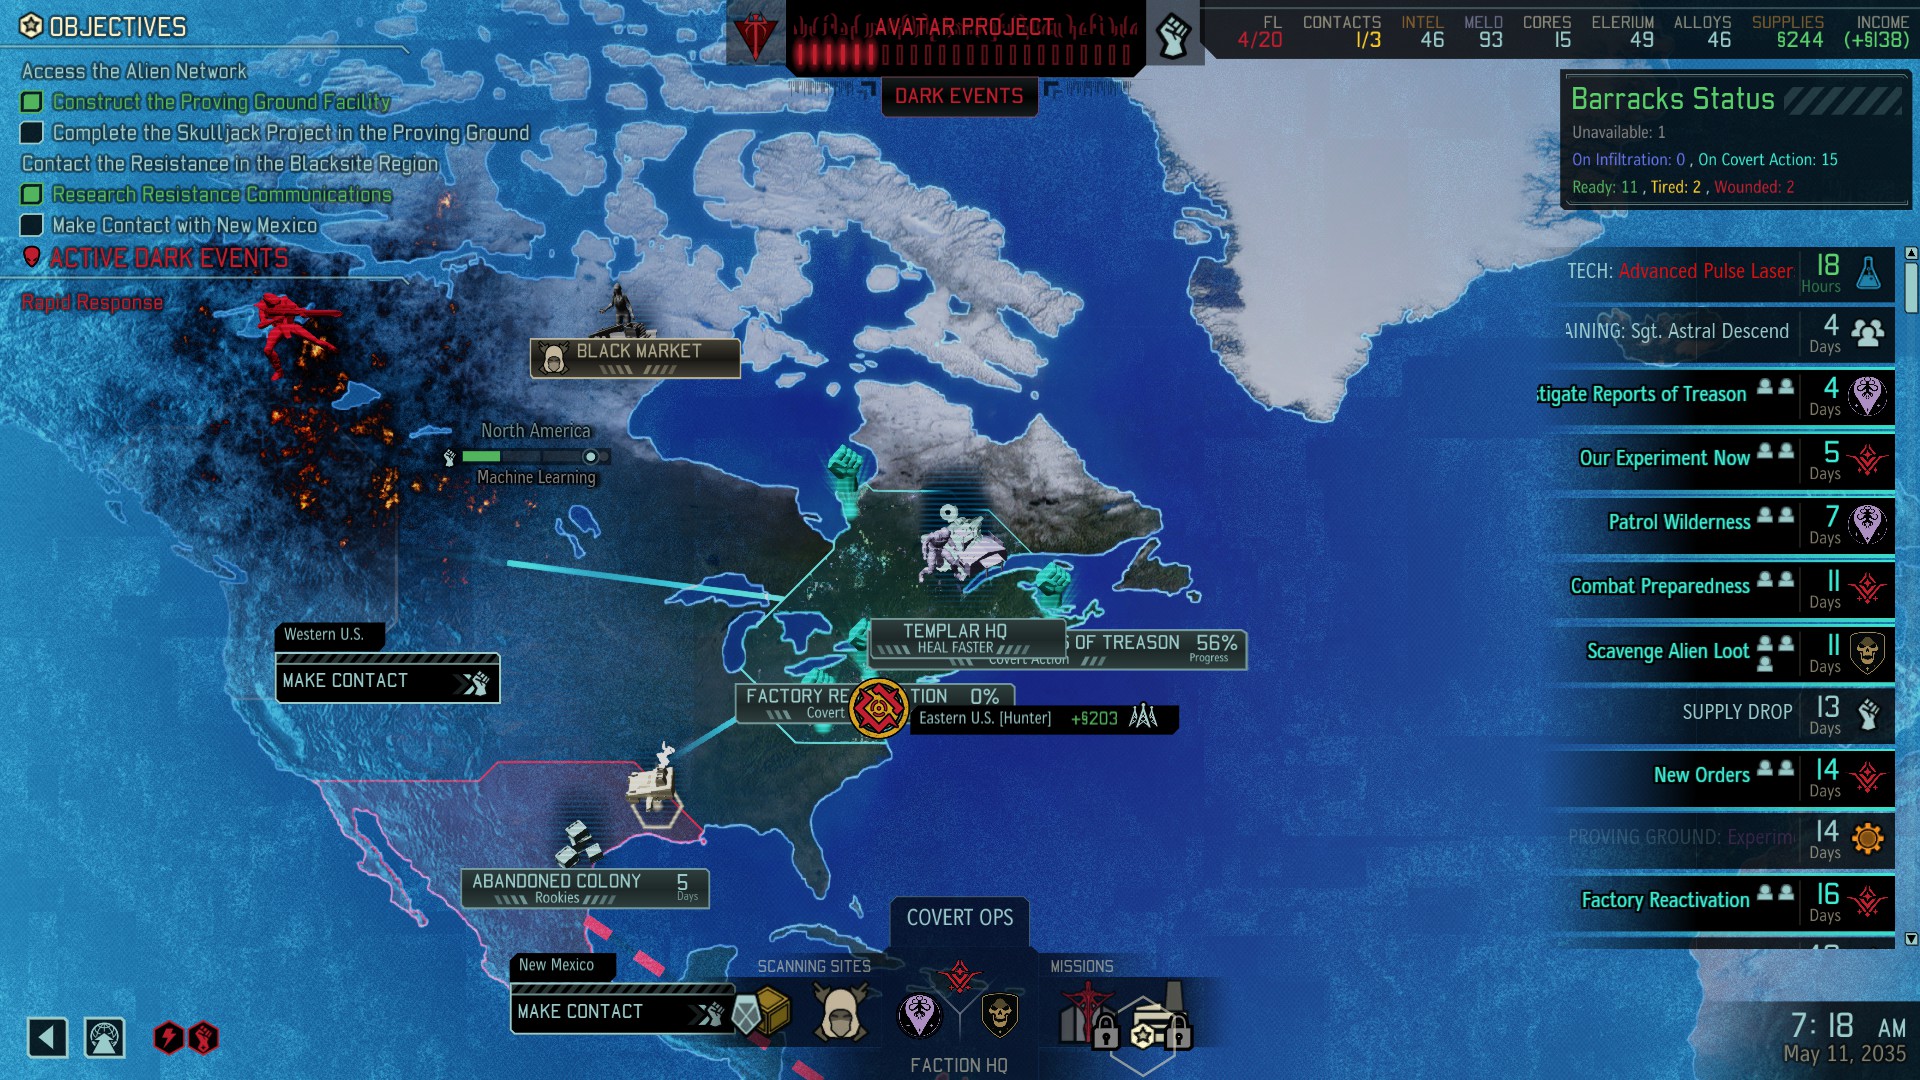 OBJECTIVES
Access the Alien Network
Construct the Proving Ground Facility
Complete the Skulljack Project in the Proving Ground
Contact the Resistance in the Blacksite Region
Research Resistance Communications
Make Contact with New Mexico
ACTIVE DARK EVENTS
Rapid Response
AVATAR PROJECT
DARK EVENTS
FL CONTACTS INTEL MELD CORES ELERIUM ALLOYS SUPPLIES INCOME
4/20 1/3 46 93 15 49 46 §244 (+§138)
Barracks Status
Unavailable: 1
On Infiltration: 0 , On Covert Action: 15
Ready: 11 , Tired: 2 , Wounded: 2
TECH: Advanced Pulse Laser 18
Hours
AINING: Sgt. Astral Descend 4
Days
stigate Reports of Treason 4
Days
Our Experiment Now 5
Days
Patrol Wilderness 7
Days
Combat Preparedness 11
Days
Scavenge Alien Loot 11
Days
SUPPLY DROP 13
Days
New Orders 14
Days
PROVING GROUND: Experim 14
Days
Factory Reactivation 16
Days
BLACK MARKET
North America
Machine Learning
Western U.S.
MAKE CONTACT
TEMPLAR HQ
HEAL FASTER
S OF TREASON 56%
Covert Action Progress
FACTORY RE TION 0%
Covert
Eastern U.S. [Hunter] +§203
ABANDONED COLONY 5
Rookies Days
New Mexico
MAKE CONTACT
COVERT OPS
SCANNING SITES
MISSIONS
FACTION HQ
7:18 AM
May 11, 2035